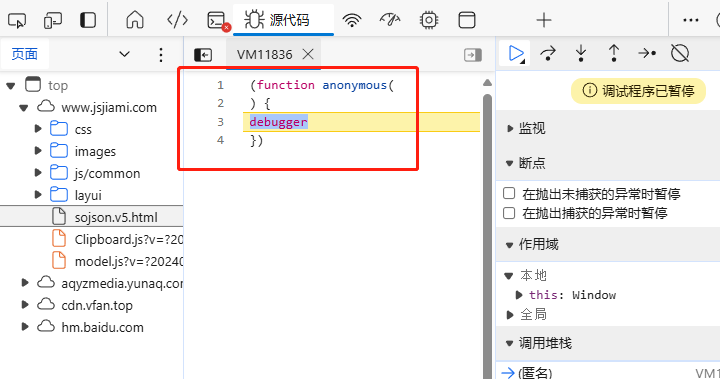 源代码
页面
VM11836
top
www.jsjiami.com
css
images
js/common
layui
sojson.v5.html
Clipboard.js?v=?20
model.js?v=?20240
aqyzmedia.yunaq.cor
cdn.vfan.top
hm.baidu.com
1 (function anonymous(
2 ) {
3 debugger
4 })
调试程序已暂停
监视
断点
在抛出未捕获的异常时暂停
在抛出捕获的异常时暂停
作用域
本地
this: Window
全局
调用堆栈
(匿名)
VM11